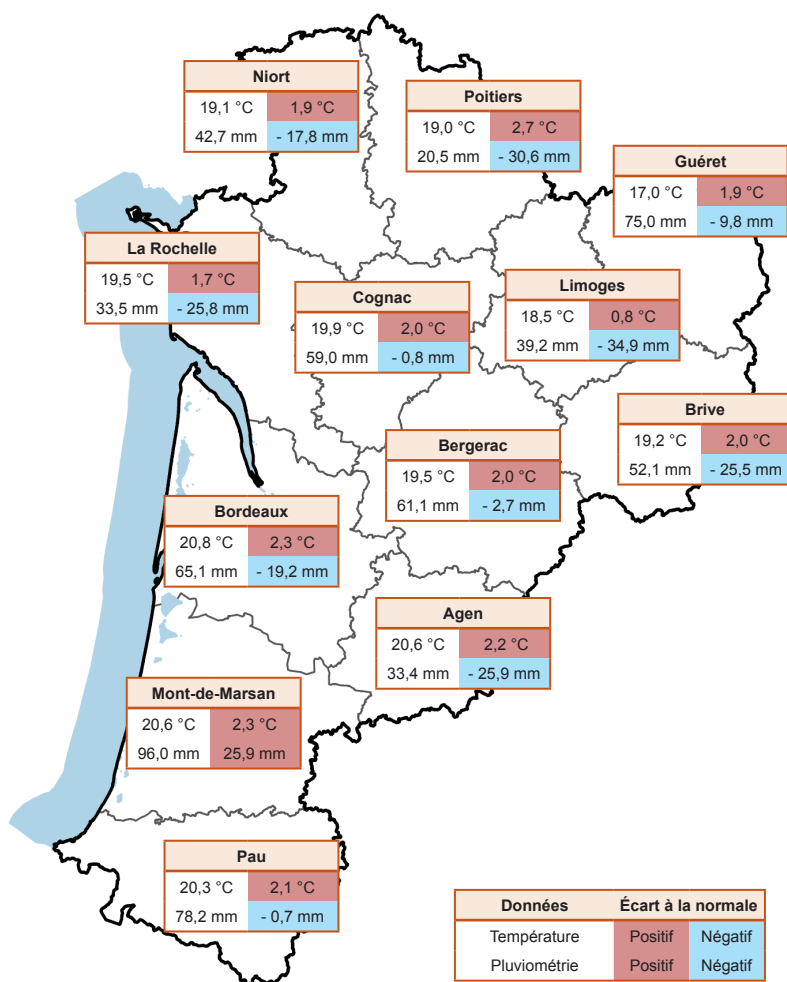 Niort
19,1 °C 1,9 °C
42,7 mm - 17,8 mm
Poitiers
19,0 °C 2,7 °C
20,5 mm - 30,6 mm
Guéret
17,0 °C 1,9 °C
75,0 mm - 9,8 mm
La Rochelle
19,5 °C 1,7 °C
33,5 mm - 25,8 mm
Cognac
19,9 °C 2,0 °C
59,0 mm - 0,8 mm
Limoges
18,5 °C 0,8 °C
39,2 mm - 34,9 mm
Brive
19,2 °C 2,0 °C
52,1 mm - 25,5 mm
Bergerac
19,5 °C 2,0 °C
61,1 mm - 2,7 mm
Bordeaux
20,8 °C 2,3 °C
65,1 mm - 19,2 mm
Agen
20,6 °C 2,2 °C
33,4 mm - 25,9 mm
Mont-de-Marsan
20,6 °C 2,3 °C
96,0 mm 25,9 mm
Pau
20,3 °C 2,1 °C
78,2 mm - 0,7 mm
Données Écart à la normale
Température Positif Négatif
Pluviométrie Positif Négatif